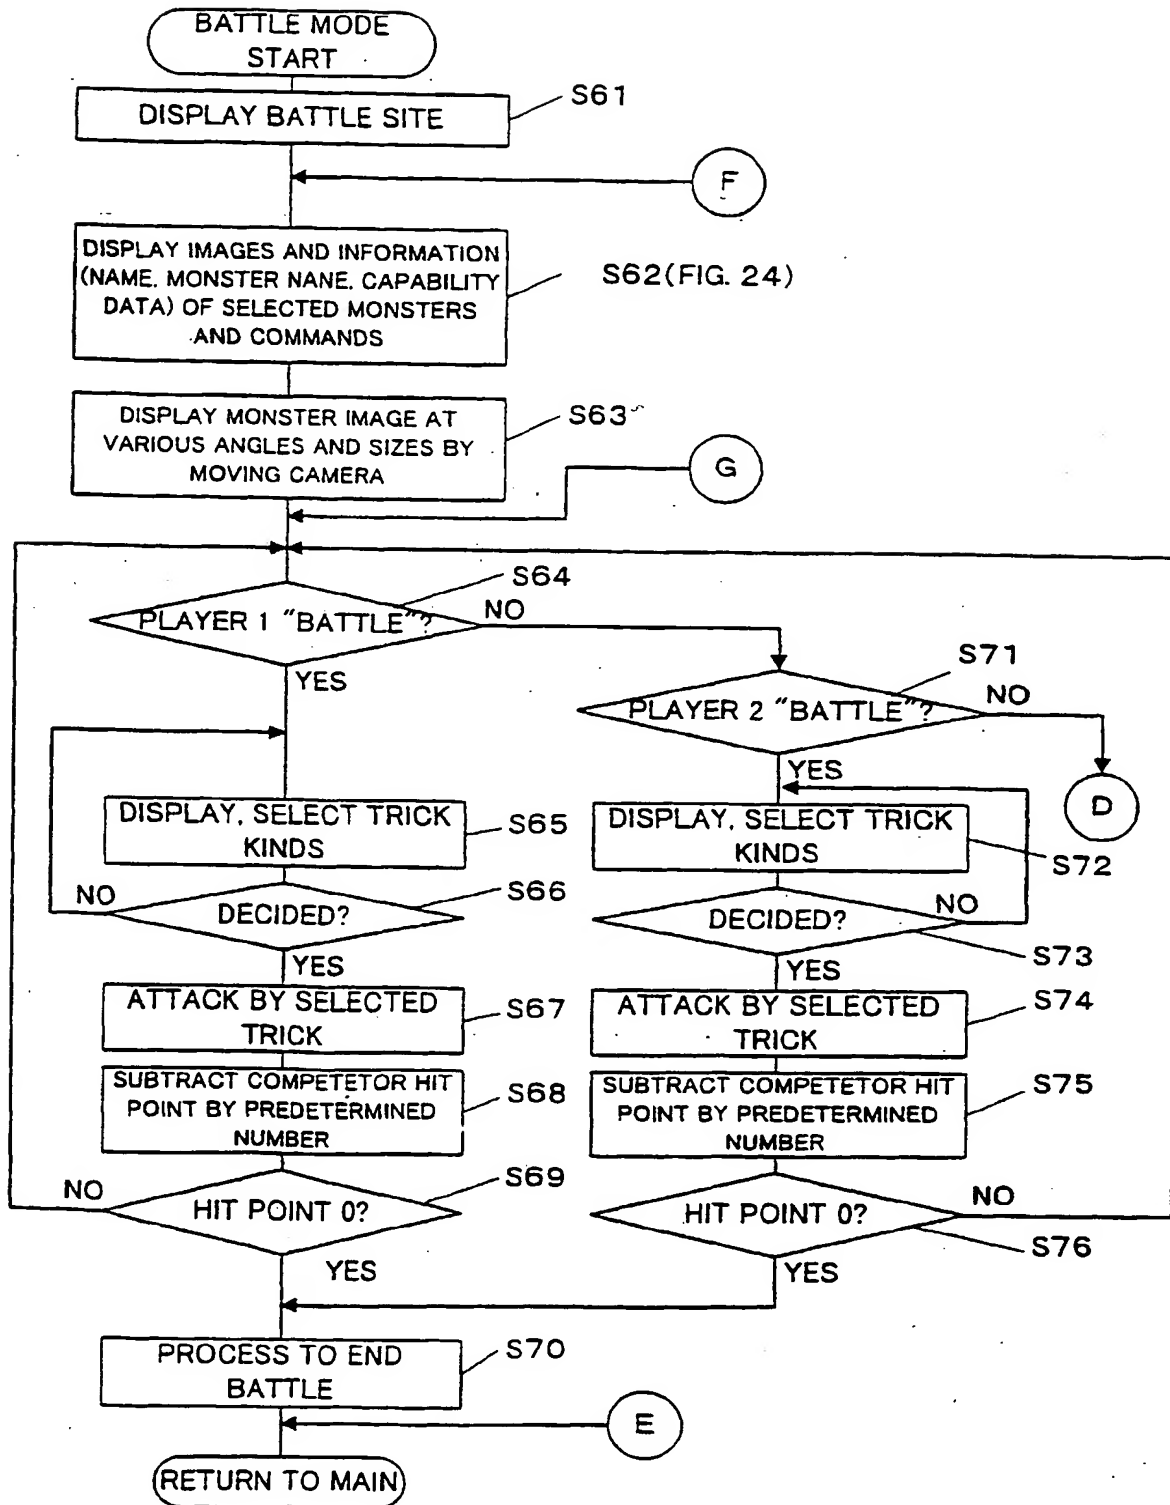 BATTLE MODE
START
DISPLAY BATTLE SITE
S61
F
DISPLAY IMAGES AND INFORMATION
(NAME. MONSTER NANE. CAPABILITY
DATA) OF SELECTED MONSTERS
AND COMMANDS
S62(FIG. 24)
DISPLAY MONSTER IMAGE AT
VARIOUS ANGLES AND SIZES BY
MOVING CAMERA
S63
G
S64
PLAYER 1 "BATTLE"?
NO
YES
S71
PLAYER 2 "BATTLE"?
NO
YES
D
DISPLAY, SELECT TRICK
KINDS
S65
DISPLAY, SELECT TRICK
KINDS
S72
NO
DECIDED?
S66
YES
DECIDED?
NO
S73
YES
ATTACK BY SELECTED
TRICK
S67
ATTACK BY SELECTED
TRICK
S74
SUBTRACT COMPETETOR HIT
POINT BY PREDETERMINED
NUMBER
S68
SUBTRACT COMPETETOR HIT
POINT BY PREDETERMINED
NUMBER
S75
NO
HIT POINT 0?
S69
YES
HIT POINT 0?
NO
S76
YES
PROCESS TO END
BATTLE
S70
E
RETURN TO MAIN